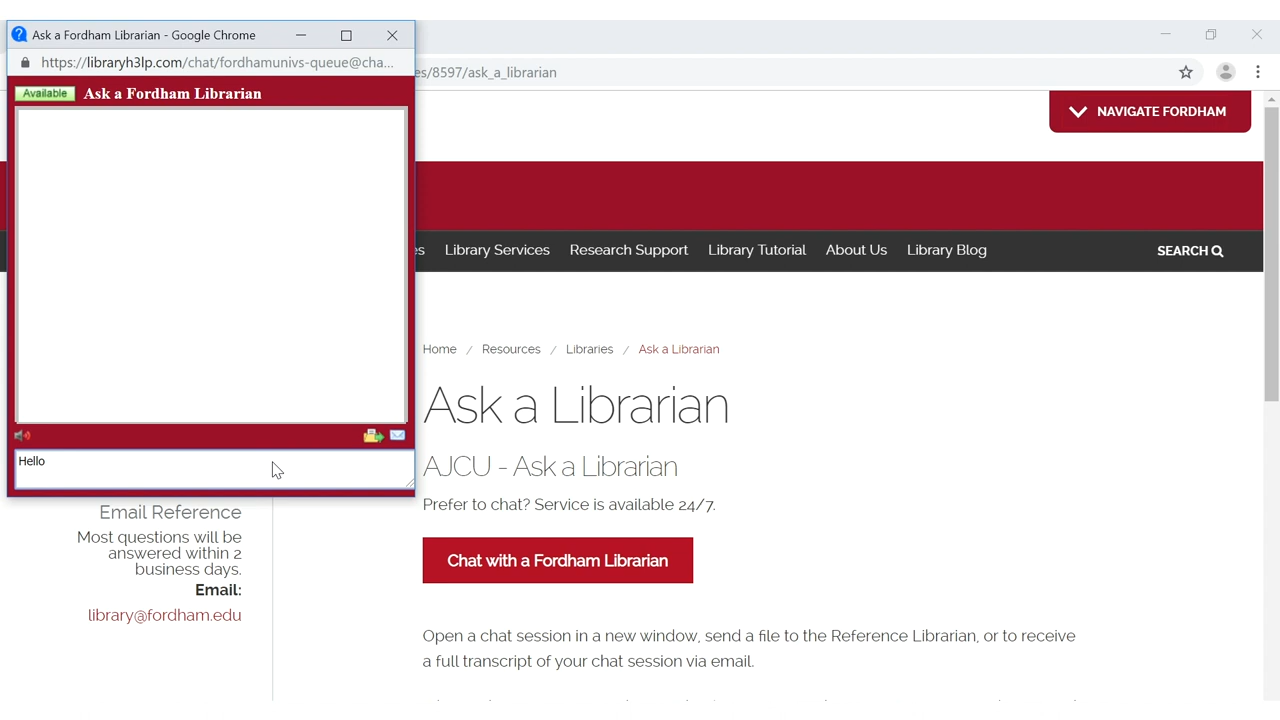 Ask a Fordham Librarian - Google Chrome
https://libraryh3lp.com/chat/fordhamunivs-queue@cha...
es/8597/ask_a_librarian
Available Ask a Fordham Librarian
NAVIGATE FORDHAM
es Library Services Research Support Library Tutorial About Us Library Blog SEARCH
Home / Resources / Libraries / Ask a Librarian
Ask a Librarian
Hello
AJCU - Ask a Librarian
Prefer to chat? Service is available 24/7.
Chat with a Fordham Librarian
Email Reference
Most questions will be
answered within 2
business days.
Email:
library@fordham.edu
Open a chat session in a new window, send a file to the Reference Librarian, or to receive
a full transcript of your chat session via email.